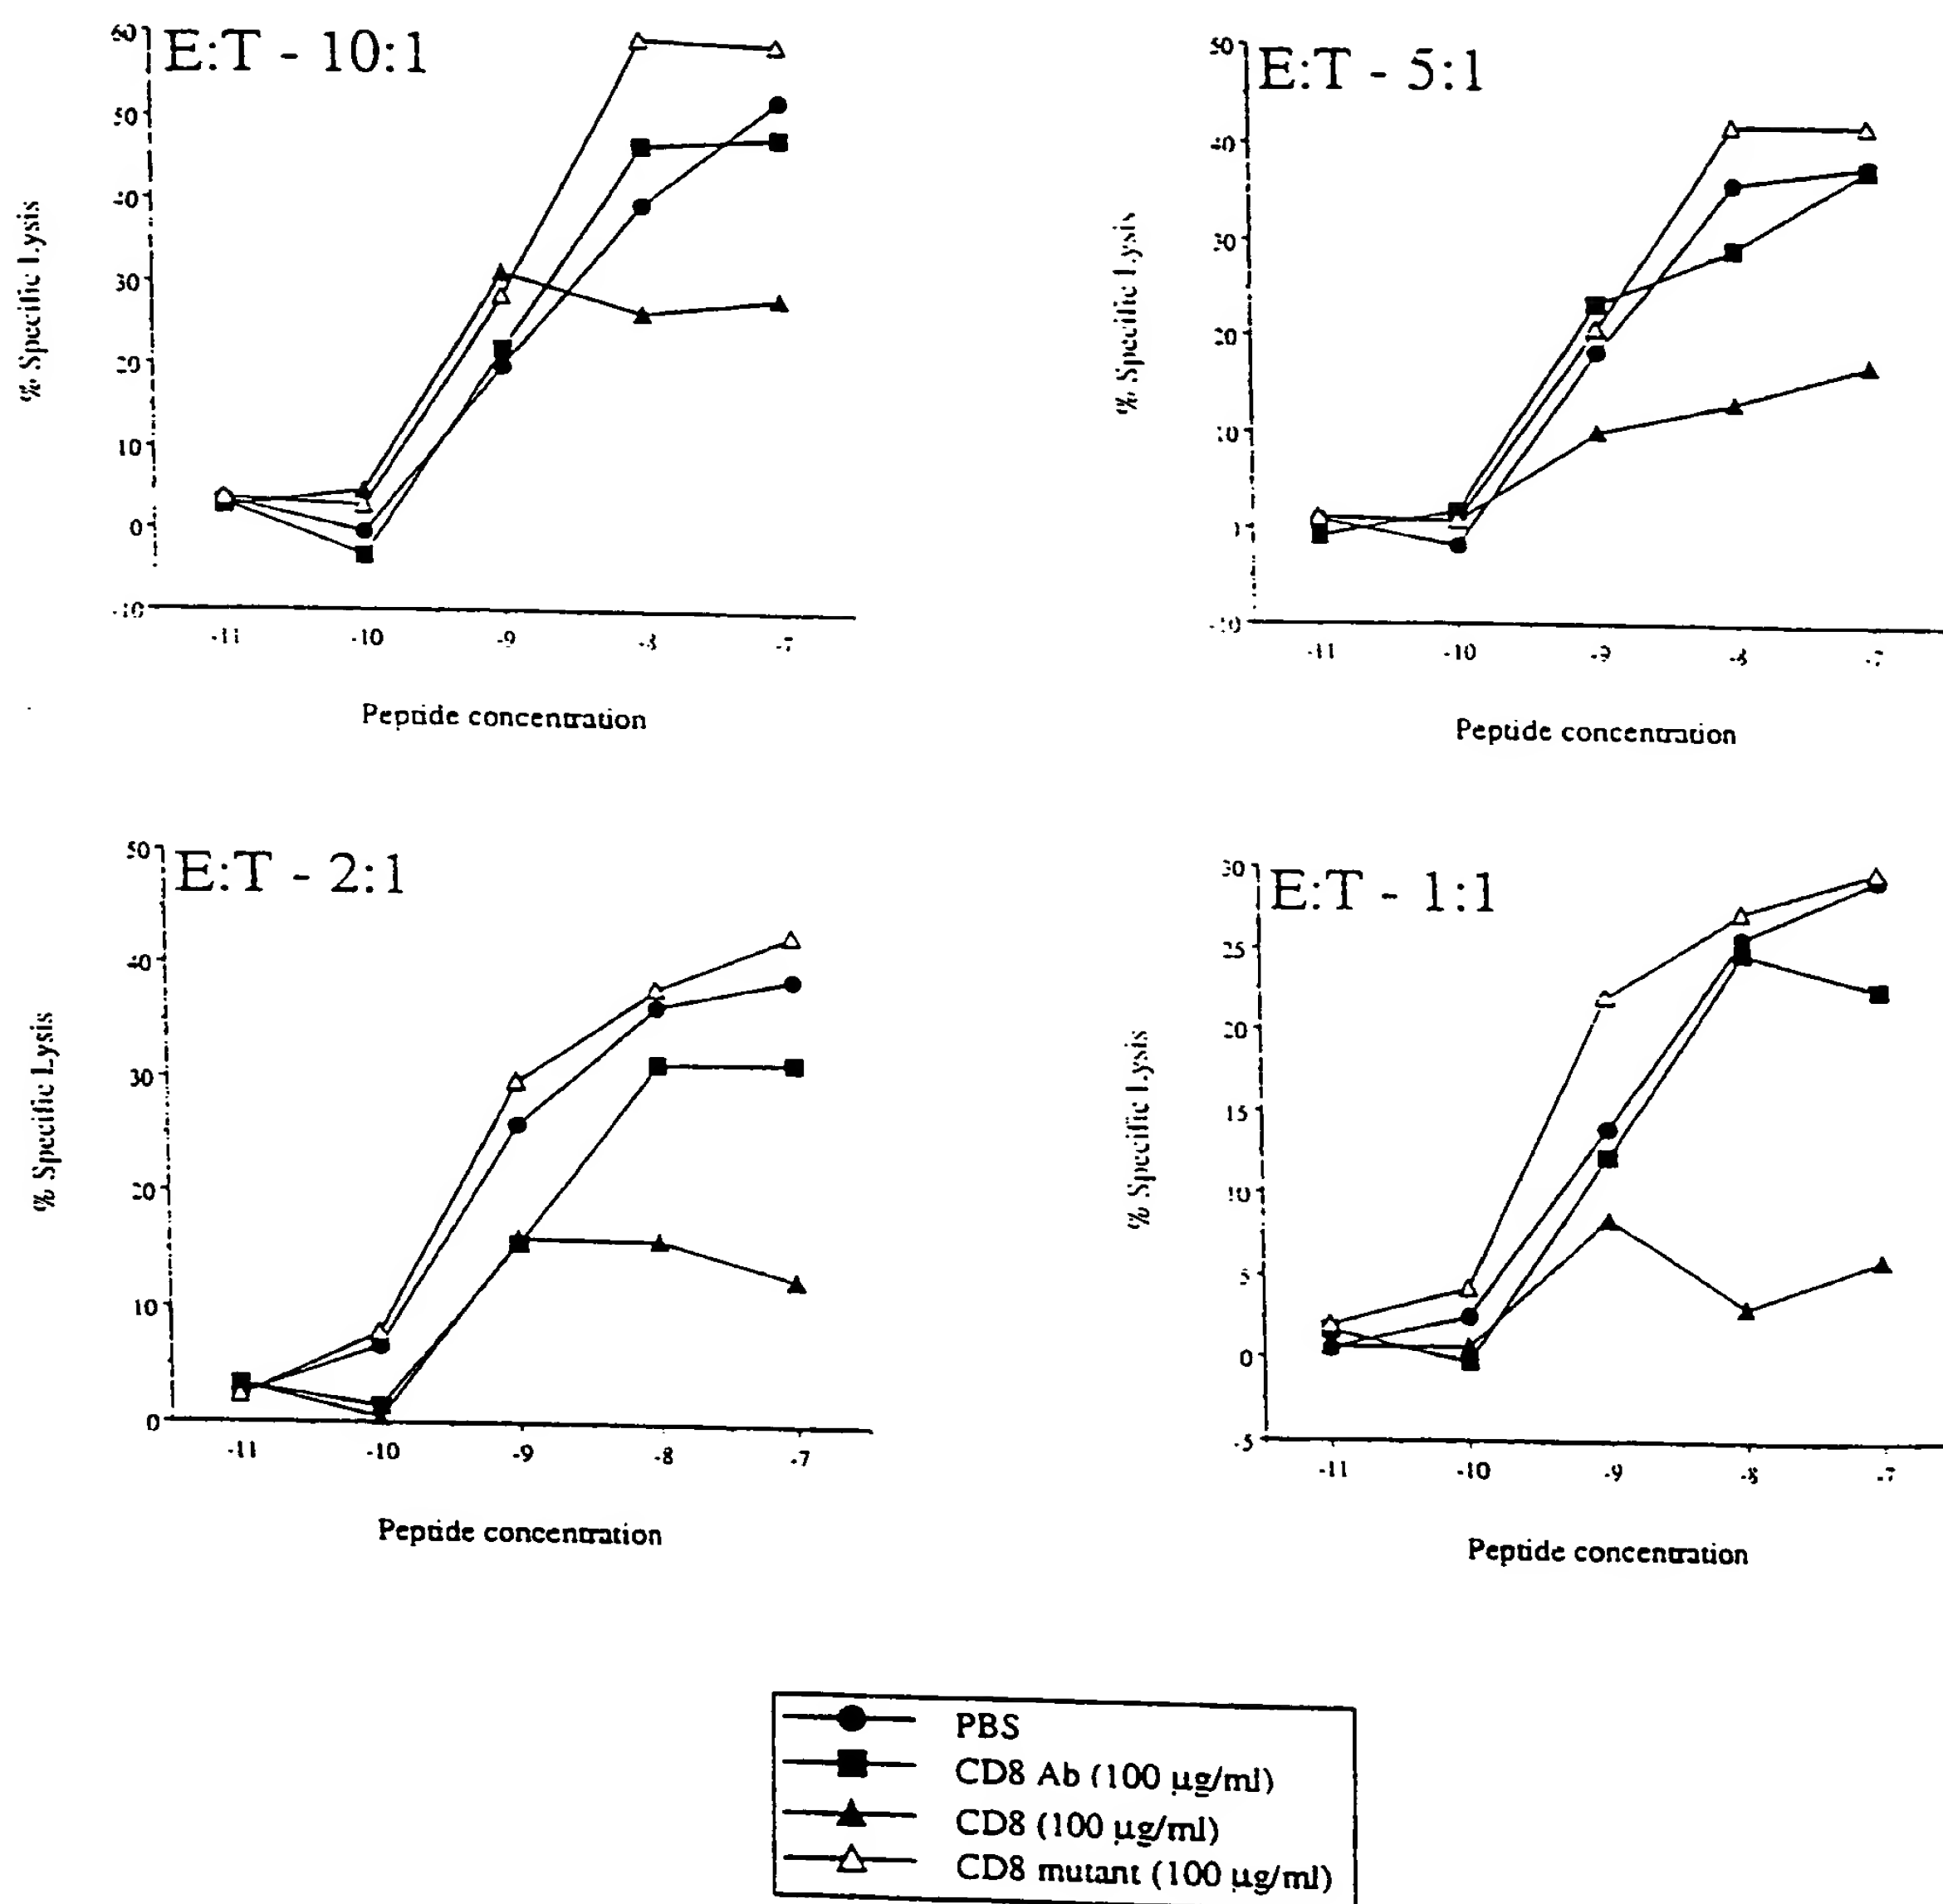 E:T - 10:1
% Specific Lysis
60
50
40
30
20
10
0
-10
-11 -10 -9 -8 -7
Peptide concentration
E:T - 5:1
% Specific Lysis
50
40
30
20
10
-10
-11 -10 -9 -8 -7
Peptide concentration
E:T - 2:1
% Specific Lysis
50
40
30
20
10
0
-11 -10 -9 -8 -7
Peptide concentration
E:T - 1:1
% Specific Lysis
30
25
20
15
10
5
0
-5
-11 -10 -9 -8 -7
Peptide concentration
PBS
CD8 Ab (100 µg/ml)
CD8 (100 µg/ml)
CD8 mutant (100 µg/ml)